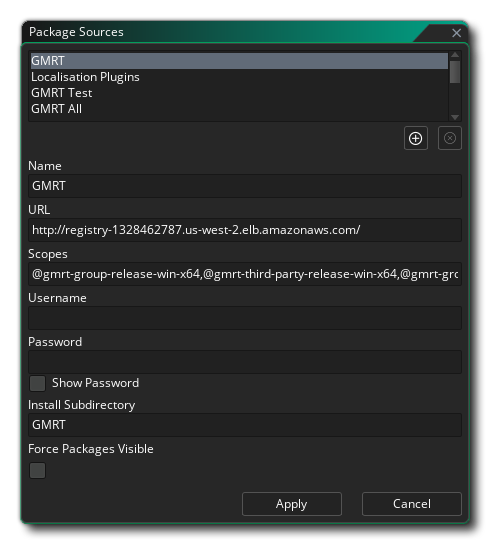 Package Sources
GMRT
Localisation Plugins
GMRT Test
GMRT All
Name
GMRT
URL
http://registry-1328462787.us-west-2.elb.amazonaws.com/
Scopes
@gmrt-group-release-win-x64,@gmrt-third-party-release-win-x64,@gmrt-gro
Username
Password
Show Password
Install Subdirectory
GMRT
Force Packages Visible
Apply Cancel